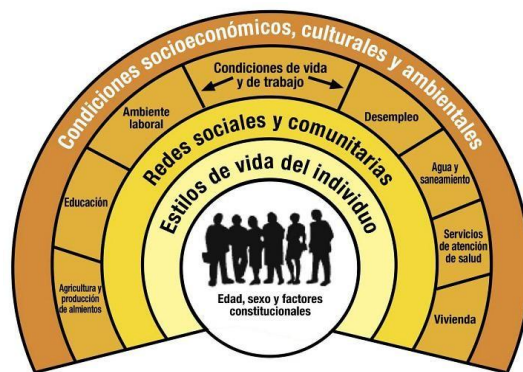 Condiciones socioeconómicos, culturales y ambientales
Condiciones de vida
y de trabajo
Ambiente
laboral
Desempleo
Redes sociales y comunitarias
Agua y
saneamiento
Estilos de vida del individuo
Educación
Servicios
de atención
de salud
Agricultura y
producción
de almientos
Edad, sexo y factores
constitucionales
Vivienda